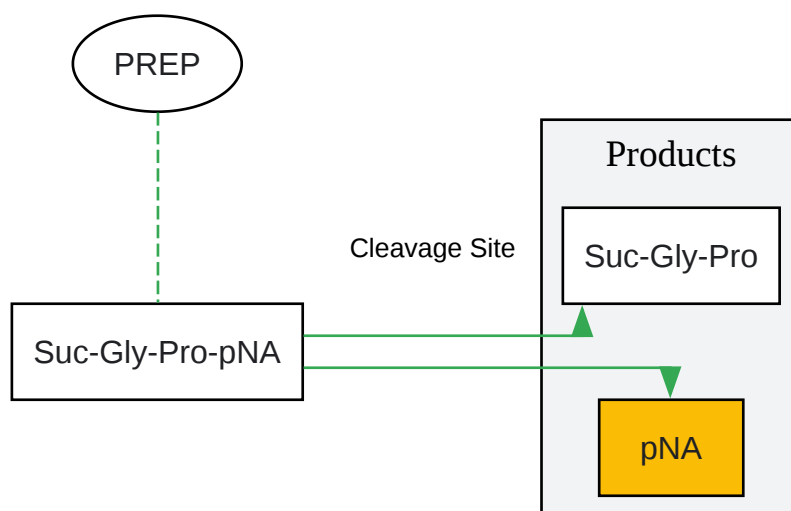 PREP
Products
Cleavage Site
Suc-Gly-Pro
Suc-Gly-Pro-pNA
pNA